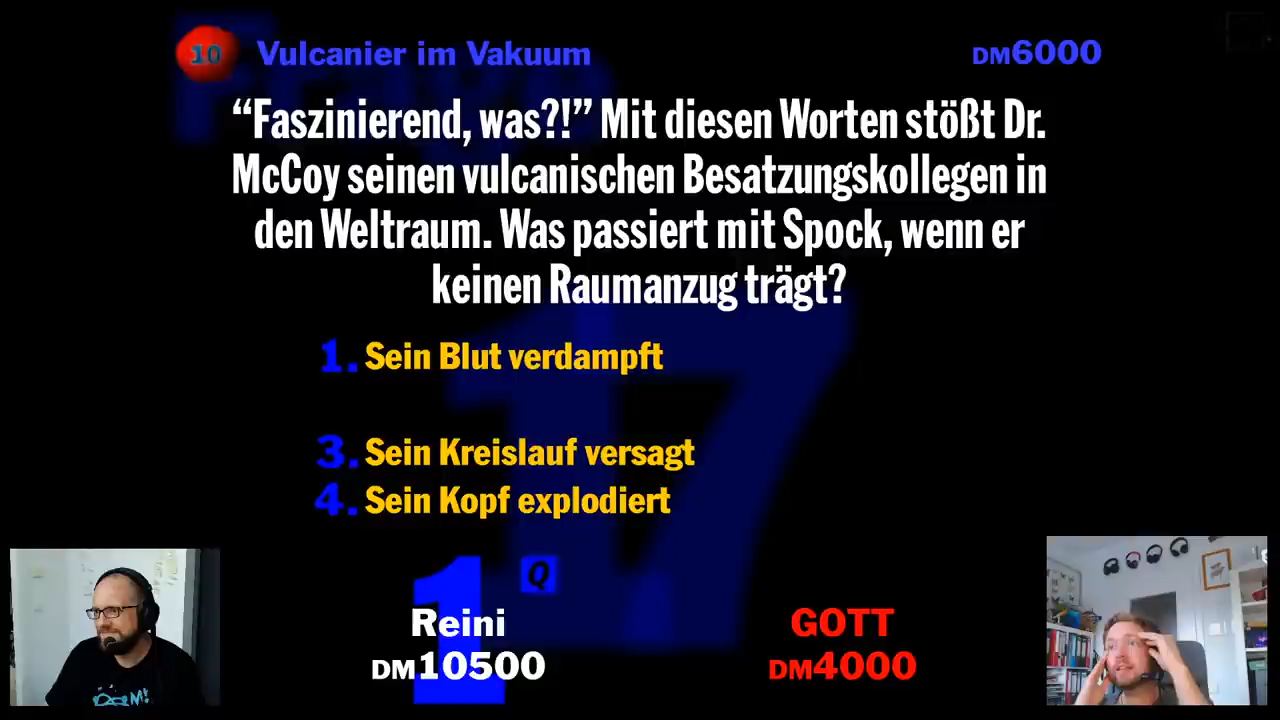 10 Vulcanier im Vakuum DM6000
“Faszinierend, was?!” Mit diesen Worten stößt Dr.
McCoy seinen vulcanischen Besatzungskollegen in
den Weltraum. Was passiert mit Spock, wenn er
keinen Raumanzug trägt?
1. Sein Blut verdampft
3. Sein Kreislauf versagt
4. Sein Kopf explodiert
17
1 Q
Reini GOTT
DM10500 DM4000